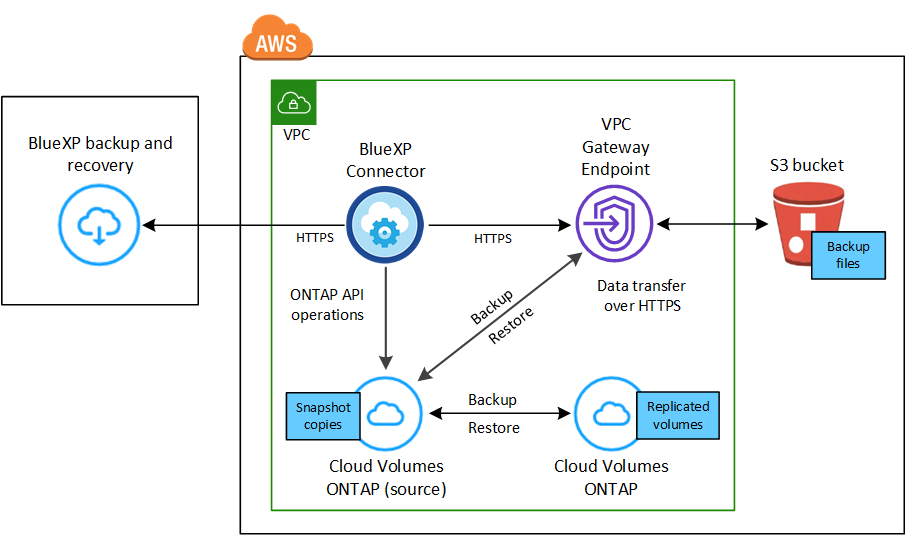 AWS
VPC
BlueXP backup and
recovery
BlueXP
Connector
VPC
Gateway
Endpoint
S3 bucket
Backup
files
HTTPS
HTTPS
ONTAP API
operations
Backup
Restore
Data transfer
over HTTPS
Snapshot
copies
Backup
Restore
Replicated
volumes
Cloud Volumes
ONTAP (source)
Cloud Volumes
ONTAP